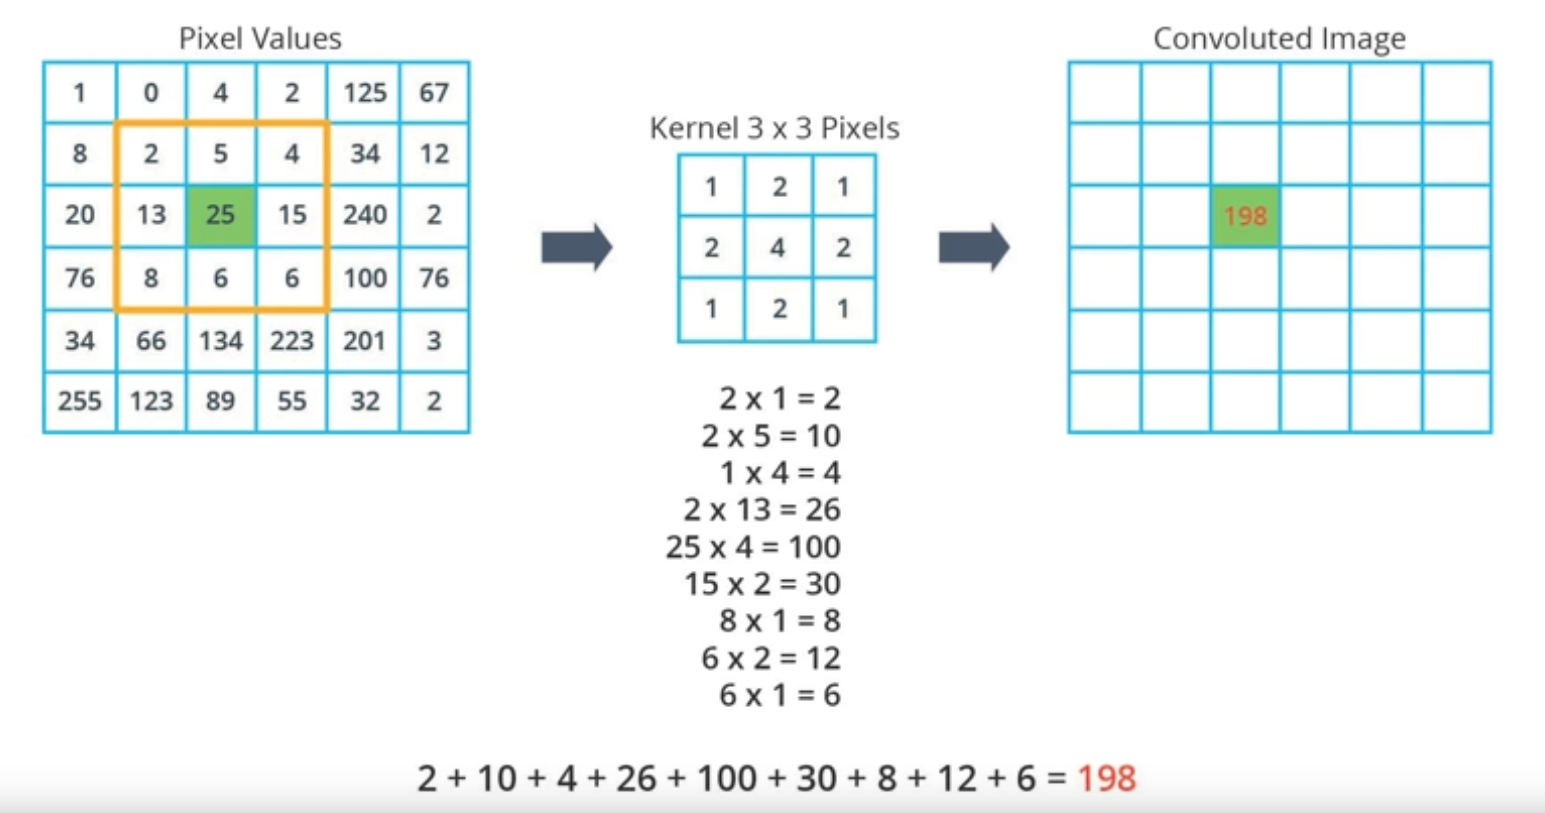 Pixel Values
1 0 4 2 125 67
8 2 5 4 34 12
20 13 25 15 240 2
76 8 6 6 100 76
34 66 134 223 201 3
255 123 89 55 32 2
Kernel 3 x 3 Pixels
1 2 1
2 4 2
1 2 1
2 x 1 = 2
2 x 5 = 10
1 x 4 = 4
2 x 13 = 26
25 x 4 = 100
15 x 2 = 30
8 x 1 = 8
6 x 2 = 12
6 x 1 = 6
Convoluted Image
198
2 + 10 + 4 + 26 + 100 + 30 + 8 + 12 + 6 = 198